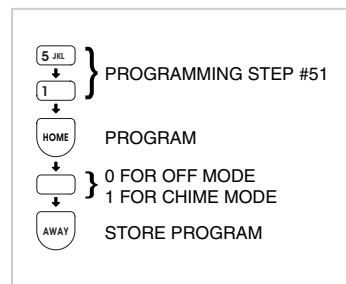 5 JKL
PROGRAMMING STEP #51
1
HOME
PROGRAM
0 FOR OFF MODE
1 FOR CHIME MODE
AWAY
STORE PROGRAM